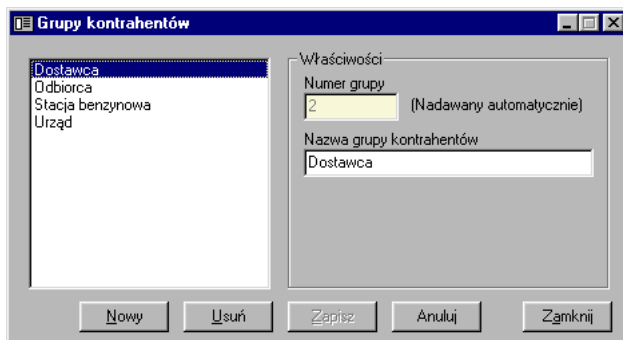 Grupy kontrahentów
Dostawca
Odbiorca
Stacja benzynowa
Urząd
Właściwości
Numer grupy
2 (Nadawany automatycznie)
Nazwa grupy kontrahentów
Dostawca
Nowy Usuń Zapisz Anuluj Zamknij